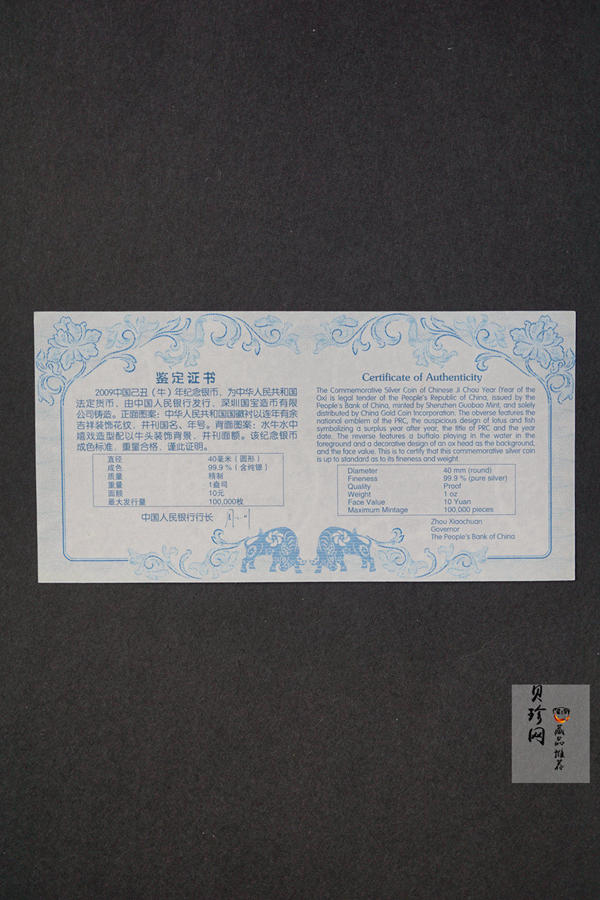 鉴定证书
2009中国己丑（牛）年纪念银币，为中华人民共和国
法定货币，由中国人民银行发行，深圳国宝造币有限
公司铸造。正面图案：中华人民共和国国徽衬以连年有余
吉祥装饰花纹，并刊国名、年号。背面图案：水牛水中
嬉戏造型配以牛头装饰背景，并刊面额。该纪念银币
成色标准，重量合格，谨此证明。
直径 40毫米（圆形）
成色 99.9％（含纯银）
质量 精制
重量 1盎司
面额 10元
最大发行量 100,000枚
中国人民银行行长
Certificate of Authenticity
The Commemorative Silver Coin of Chinese Ji Chou Year (Year of the
Ox) is legal tender of the People's Republic of China, issued by the
People's Bank of China, minted by Shenzhen Guobao Mint, and solely
distributed by China Gold Coin Incorporation. The obverse features the
national emblem of the PRC, the auspicious design of lotus and fish
symbolizing a surplus year after year, the title of PRC and the year
date. The reverse features a buffalo playing in the water in the
foreground and a decorative design of an ox head as the background,
and the face value. This is to certify that this commemorative silver coin
is up to standard as to its fineness and weight.
Diameter 40 mm (round)
Fineness 99.9 % (pure silver)
Quality Proof
Weight 1 oz
Face Value 10 Yuan
Maximum Mintage 100,000 pieces
Zhou Xiaochuan
Governor
The People's Bank of China
贝珍网
藏品推荐